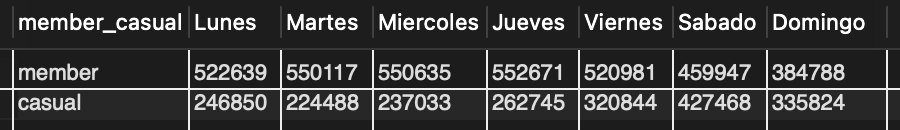 member_casual Lunes Martes Miercoles Jueves Viernes Sabado Domingo
member 522639 550117 550635 552671 520981 459947 384788
casual 246850 224488 237033 262745 320844 427468 335824